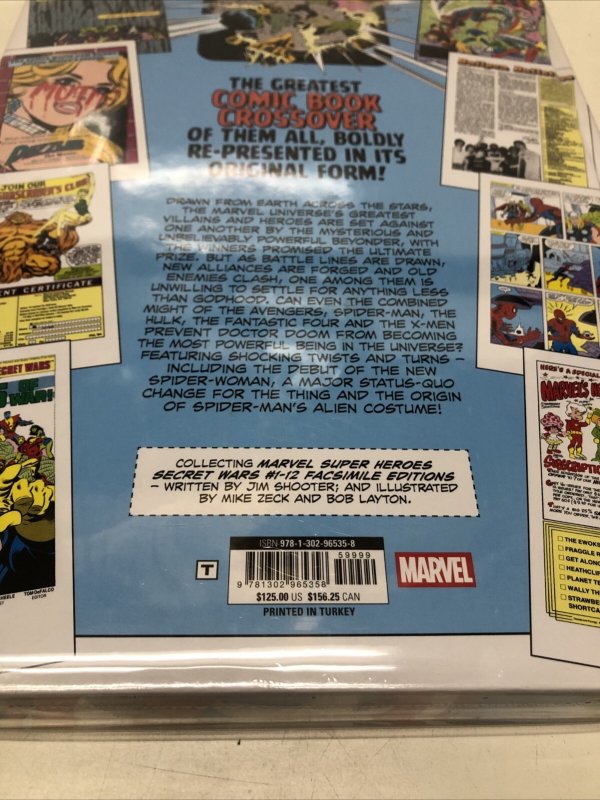 THE GREATEST
COMIC BOOK
CROSSOVER
OF THEM ALL, BOLDLY
RE-PRESENTED IN ITS
ORIGINAL FORM!
DRAWN FROM EARTH ACROSS THE STARS,
THE MARVEL UNIVERSE'S GREATEST
VILLAINS AND HEROES ARE SET AGAINST
ONE ANOTHER BY THE MYSTERIOUS AND
UNBELIEVABLY POWERFUL BEYONDER, WITH
THE WINNERS PROMISED THE ULTIMATE
PRIZE. BUT AS BATTLE LINES ARE DRAWN,
NEW ALLIANCES ARE FORGED AND OLD
ENEMIES CLASH, ONE AMONG THEM IS
UNWILLING TO SETTLE FOR ANYTHING LESS
THAN GODHOOD. CAN EVEN THE COMBINED
MIGHT OF THE AVENGERS, SPIDER-MAN, THE
HULK, THE FANTASTIC FOUR AND THE X-MEN
PREVENT DOCTOR DOOM FROM BECOMING
THE MOST POWERFUL BEING IN THE UNIVERSE?
FEATURING SHOCKING TWISTS AND TURNS –
INCLUDING THE DEBUT OF THE NEW
SPIDER-WOMAN, A MAJOR STATUS-QUO
CHANGE FOR THE THING AND THE ORIGIN
OF SPIDER-MAN'S ALIEN COSTUME!
COLLECTING MARVEL SUPER HEROES
SECRET WARS #1-12 FACSIMILE EDITIONS
– WRITTEN BY JIM SHOOTER; AND ILLUSTRATED
BY MIKE ZECK AND BOB LAYTON.
ISBN 978-1-302-96535-8
59999
T
9 781302 965358
MARVEL
$125.00 US $156.25 CAN
PRINTED IN TURKEY
DAZZLER
JOIN OUR
SUBSCRIBER'S CLUB
ENT CERTIFICATE
ECRET WARS
TOM DeFALCO
EDITOR
Bullpen
HERE'S A SPECIAL
MARVEL'S
THE EWOKS
FRAGGLE R
GET ALONG
HEATHCLIF
PLANET TE
WALLY TH
STRAWBE
SHORTCA